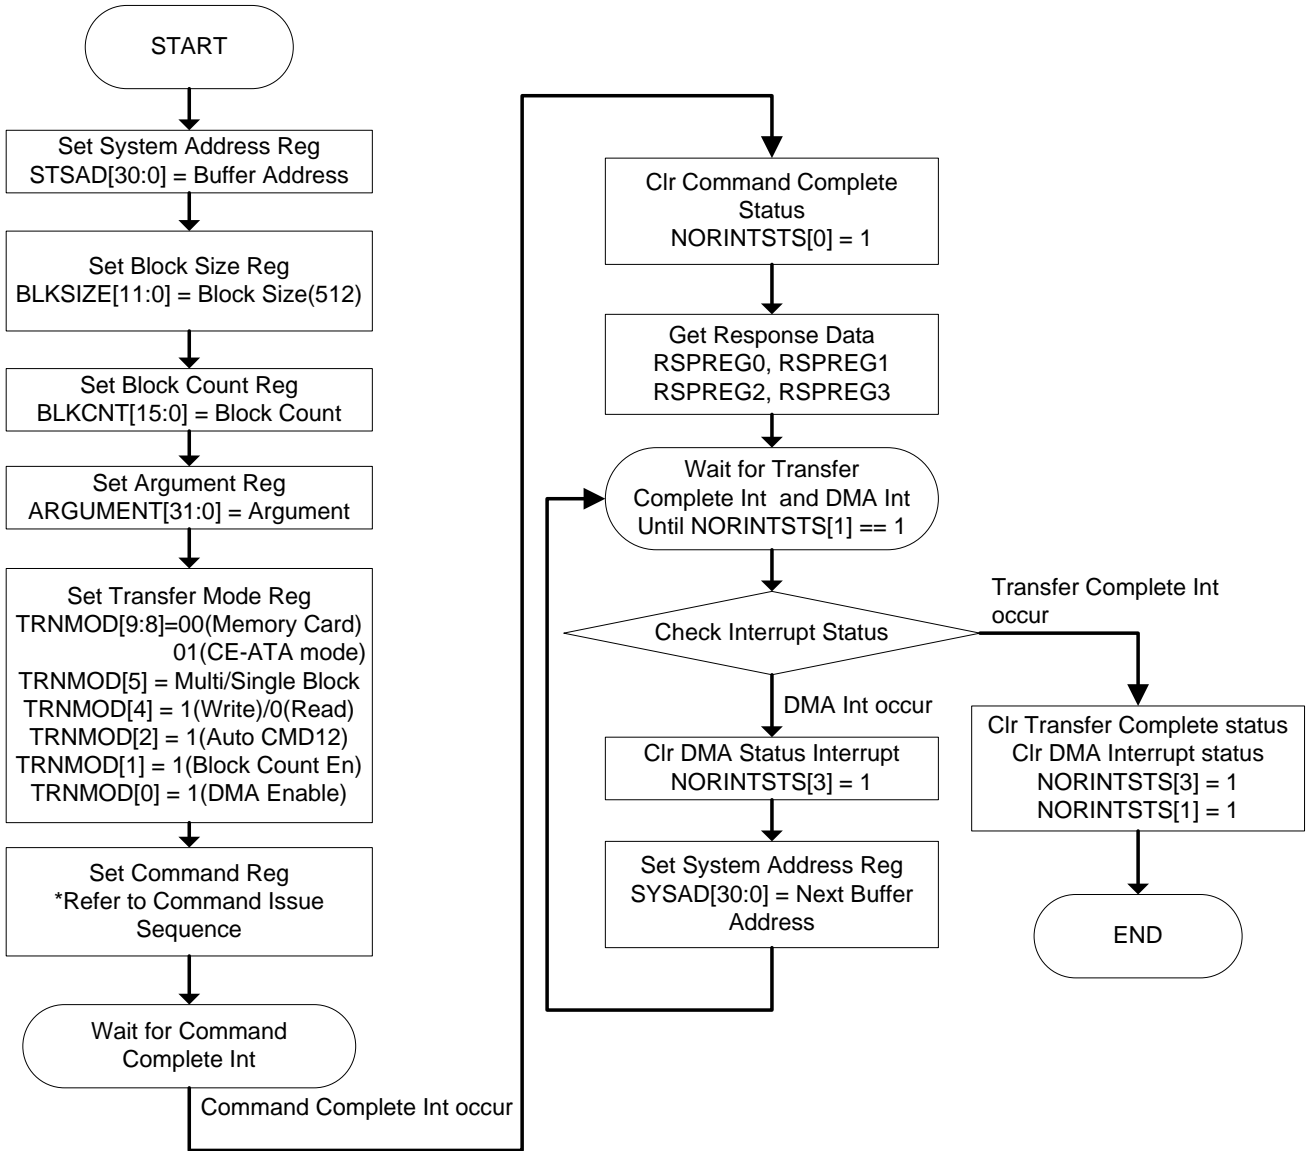 START
Set System Address Reg
STSAD[30:0] = Buffer Address
Set Block Size Reg
BLKSIZE[11:0] = Block Size(512)
Set Block Count Reg
BLKCNT[15:0] = Block Count
Set Argument Reg
ARGUMENT[31:0] = Argument
Set Transfer Mode Reg
TRNMOD[9:8]=00(Memory Card)
01(CE-ATA mode)
TRNMOD[5] = Multi/Single Block
TRNMOD[4] = 1(Write)/0(Read)
TRNMOD[2] = 1(Auto CMD12)
TRNMOD[1] = 1(Block Count En)
TRNMOD[0] = 1(DMA Enable)
Set Command Reg
*Refer to Command Issue
Sequence
Wait for Command
Complete Int
Command Complete Int occur
Clr Command Complete
Status
NORINTSTS[0] = 1
Get Response Data
RSPREG0, RSPREG1
RSPREG2, RSPREG3
Wait for Transfer
Complete Int and DMA Int
Until NORINTSTS[1] == 1
Check Interrupt Status
DMA Int occur
Clr DMA Status Interrupt
NORINTSTS[3] = 1
Set System Address Reg
SYSAD[30:0] = Next Buffer
Address
Transfer Complete Int
occur
Clr Transfer Complete status
Clr DMA Interrupt status
NORINTSTS[3] = 1
NORINTSTS[1] = 1
END